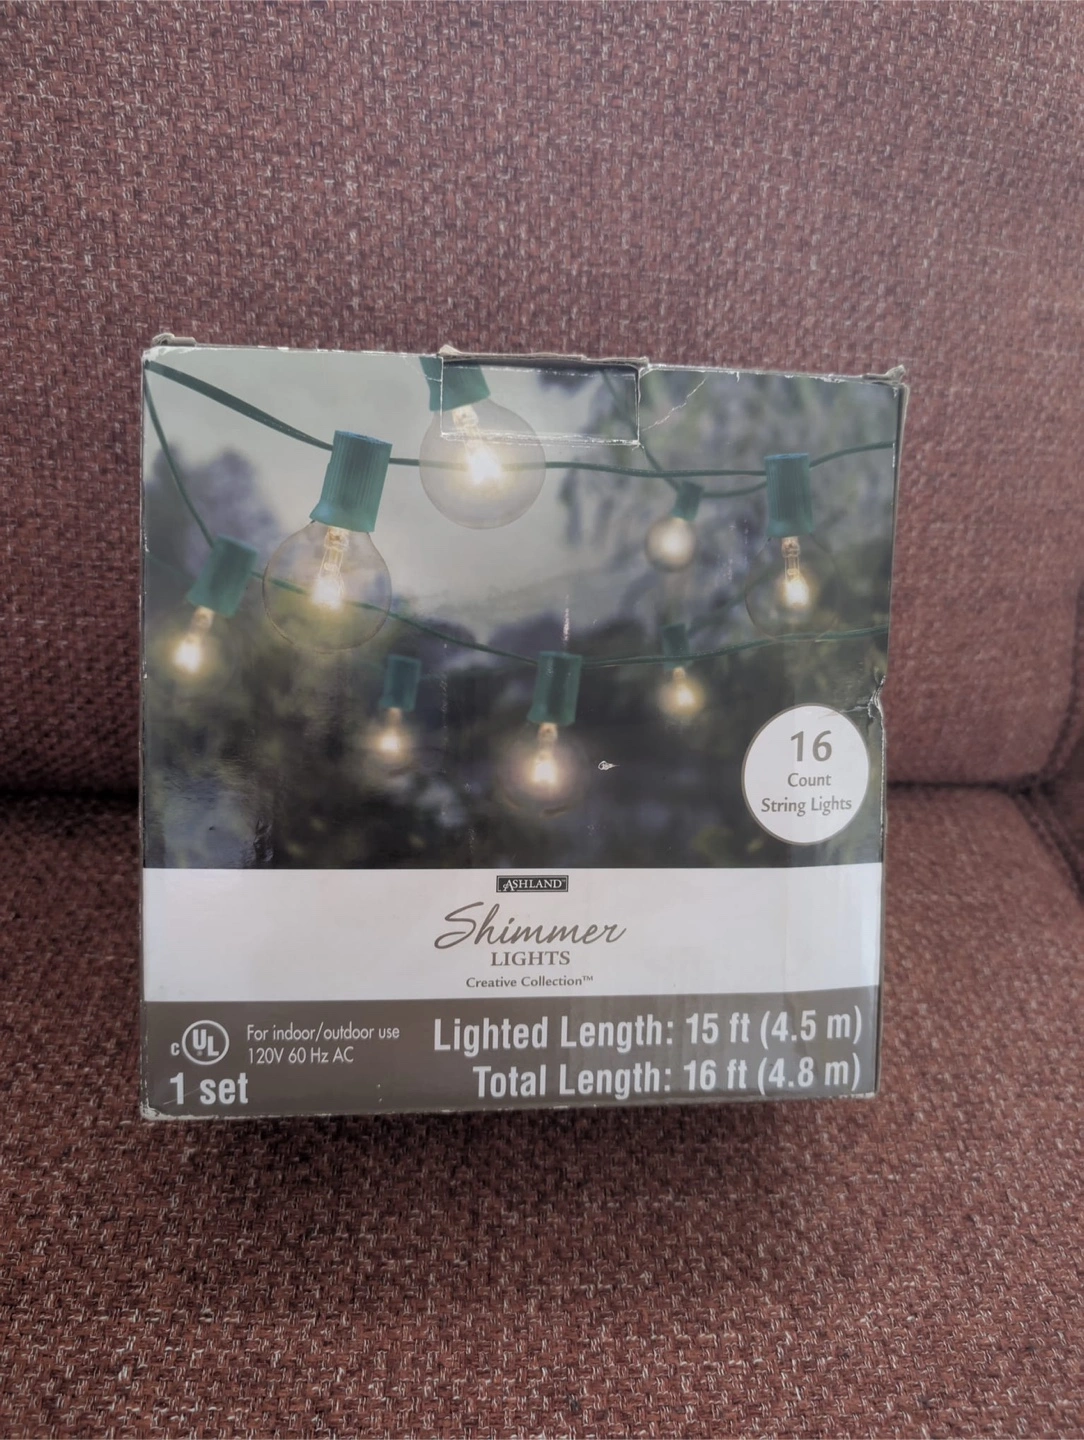 16
Count
String Lights
ASHLAND™
Shimmer
LIGHTS
Creative Collection™
c UL
For indoor/outdoor use
120V 60 Hz AC
1 set
Lighted Length: 15 ft (4.5 m)
Total Length: 16 ft (4.8 m)